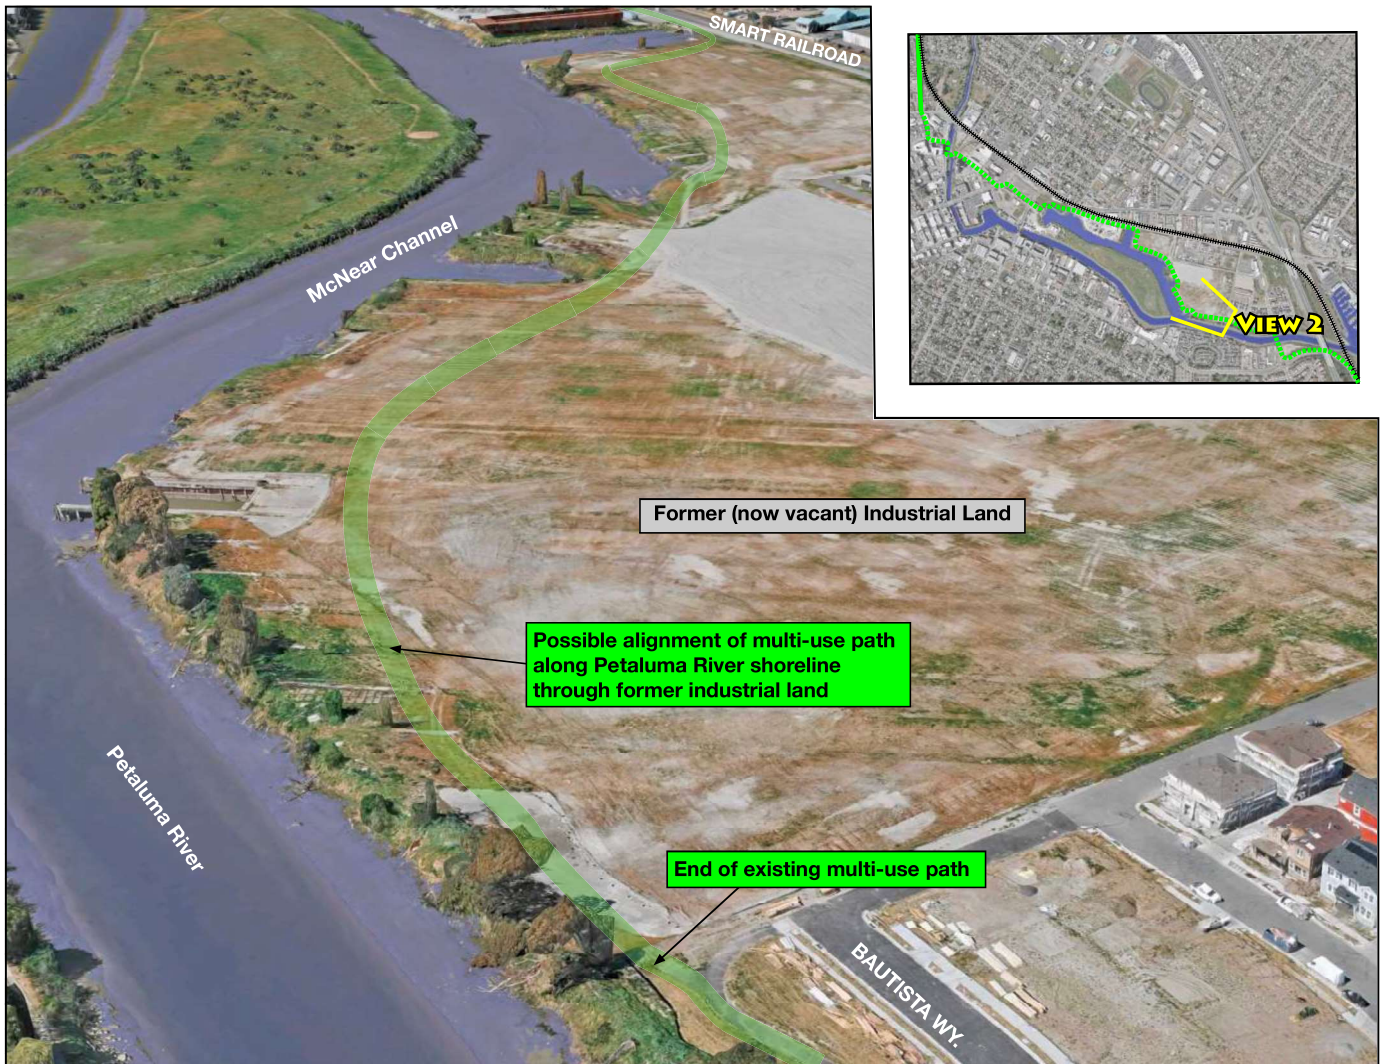 SMART RAILROAD
VIEW 2
McNear Channel
Former (now vacant) Industrial Land
Possible alignment of multi-use path
along Petaluma River shoreline
through former industrial land
Petaluma River
End of existing multi-use path
BAUTISTA WY.